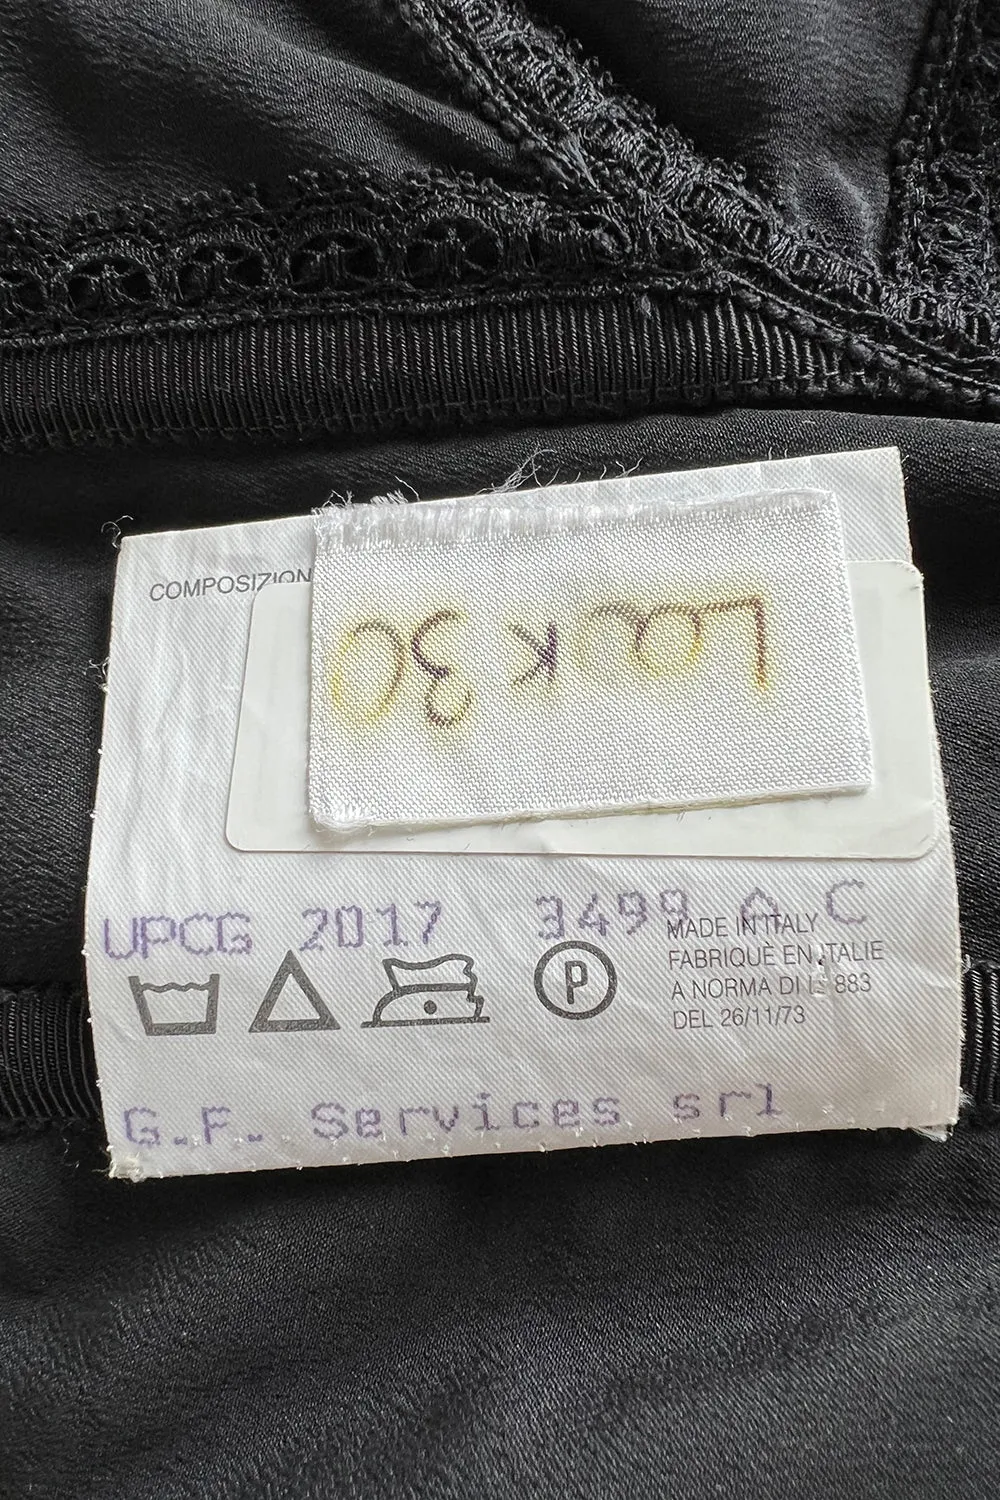 COMPOSIZION
Look 30
UPCG 2017 3499 A C
MADE IN ITALY
FABRIQUÈ EN ITALIE
A NORMA DI L. 883
DEL 26/11/73
P
G.F. Services srl